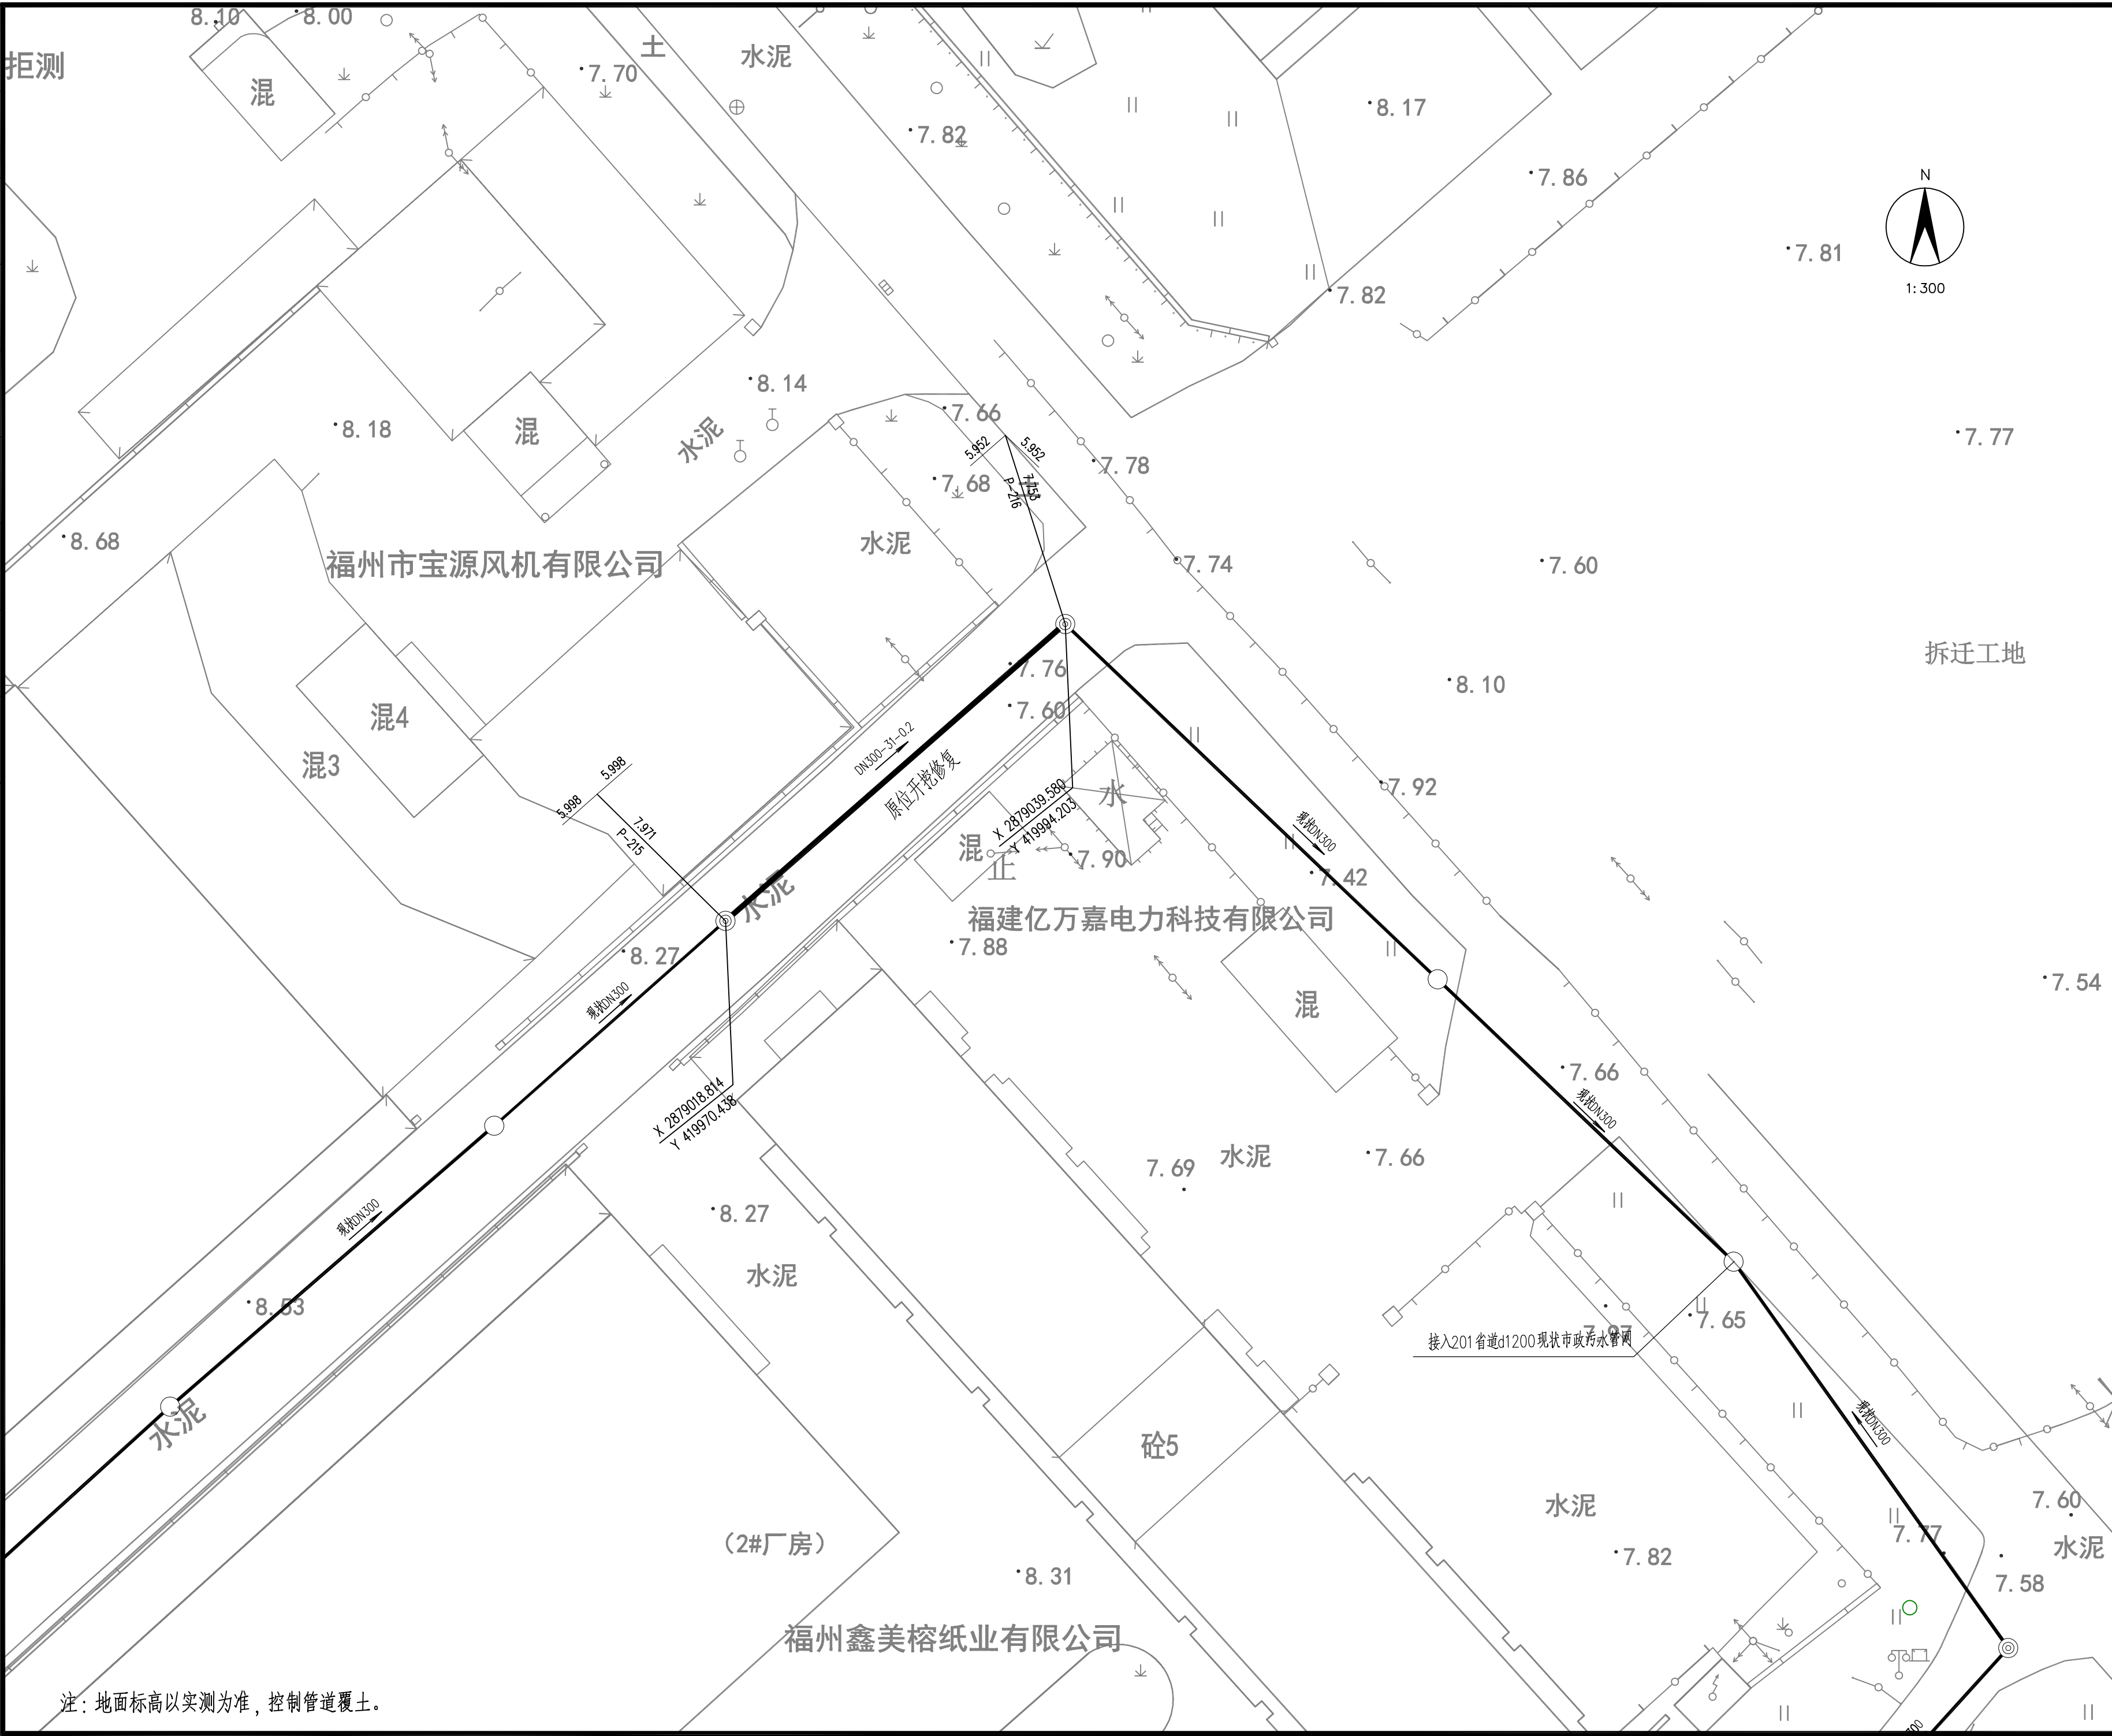 8.10
8.00
拒测
混
7.70
土
水泥
7.82
8.17
7.86
N
1:300
7.81
7.82
8.14
8.18
混
水泥
7.66
5.952
5.952
P-216
7.68
7.78
7.77
8.68
福州市宝源风机有限公司
水泥
7.74
7.60
拆迁工地
8.10
7.76
7.60
混4
混3
DN300-31-0.2
原位开挖修复
5.998
5.998
7.971
P-215
X 2879039.580
Y 419994.203
水
混
7.90
7.92
现状DN300
7.42
水泥
福建亿万嘉电力科技有限公司
7.88
8.27
现状DN300
混
7.54
7.66
现状DN300
X 2879018.814
Y 419970.438
水泥
7.69
7.66
8.27
水泥
现状DN300
8.53
7.65
接入201省道d1200现状市政污水管网
水泥
现状DN300
砼5
水泥
7.60
7.77
水泥
7.82
7.58
(2#厂房)
8.31
福州鑫美榕纸业有限公司
注:地面标高以实测为准,控制管道覆土。